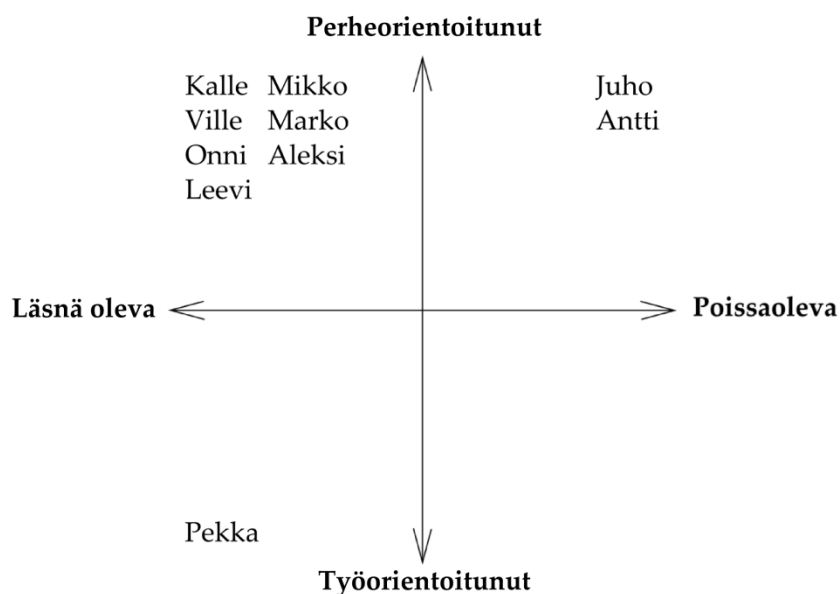 Perheorientoitunut
Kalle Mikko Juho
Ville Marko Antti
Onni Aleksi
Leevi
Läsnä oleva Poissaoleva
Pekka
Työorientoitunut